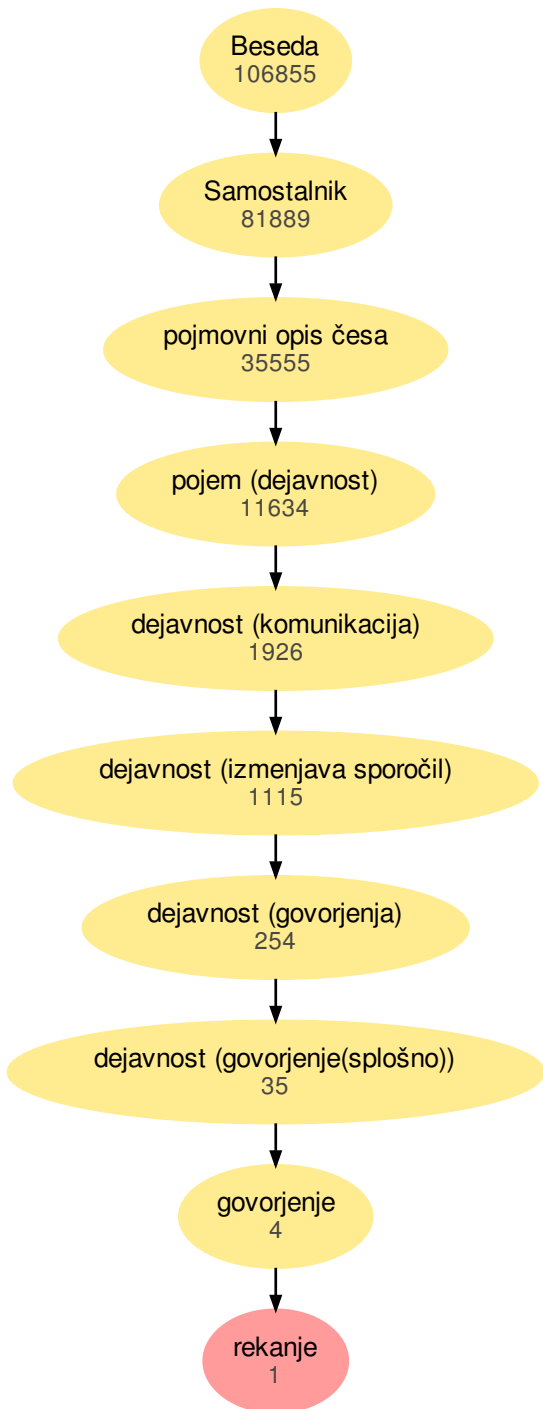 Beseda
106855
Samostalnik
81889
pojmovni opis česa
35555
pojem (dejavnost)
11634
dejavnost (komunikacija)
1926
dejavnost (izmenjava sporočil)
1115
dejavnost (govorjenja)
254
dejavnost (govorjenje(splošno))
35
govorjenje
4
rekanje
1